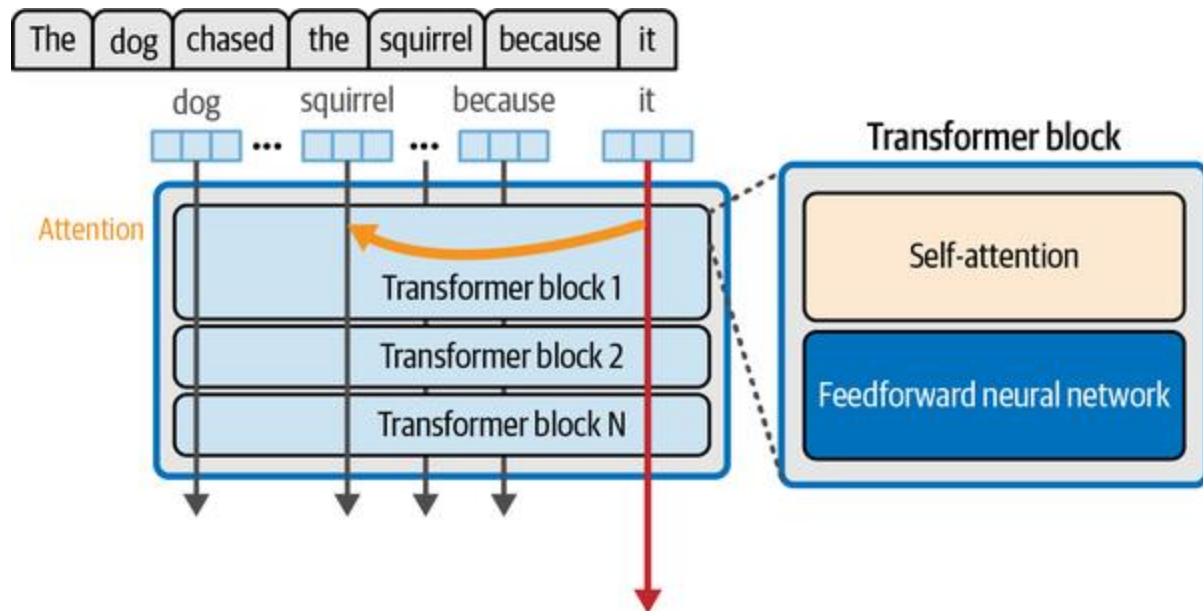 The dog chased the squirrel because it
dog ... squirrel ... because it
Transformer block
Attention
Self-attention
Transformer block 1
Transformer block 2
Feedforward neural network
Transformer block N